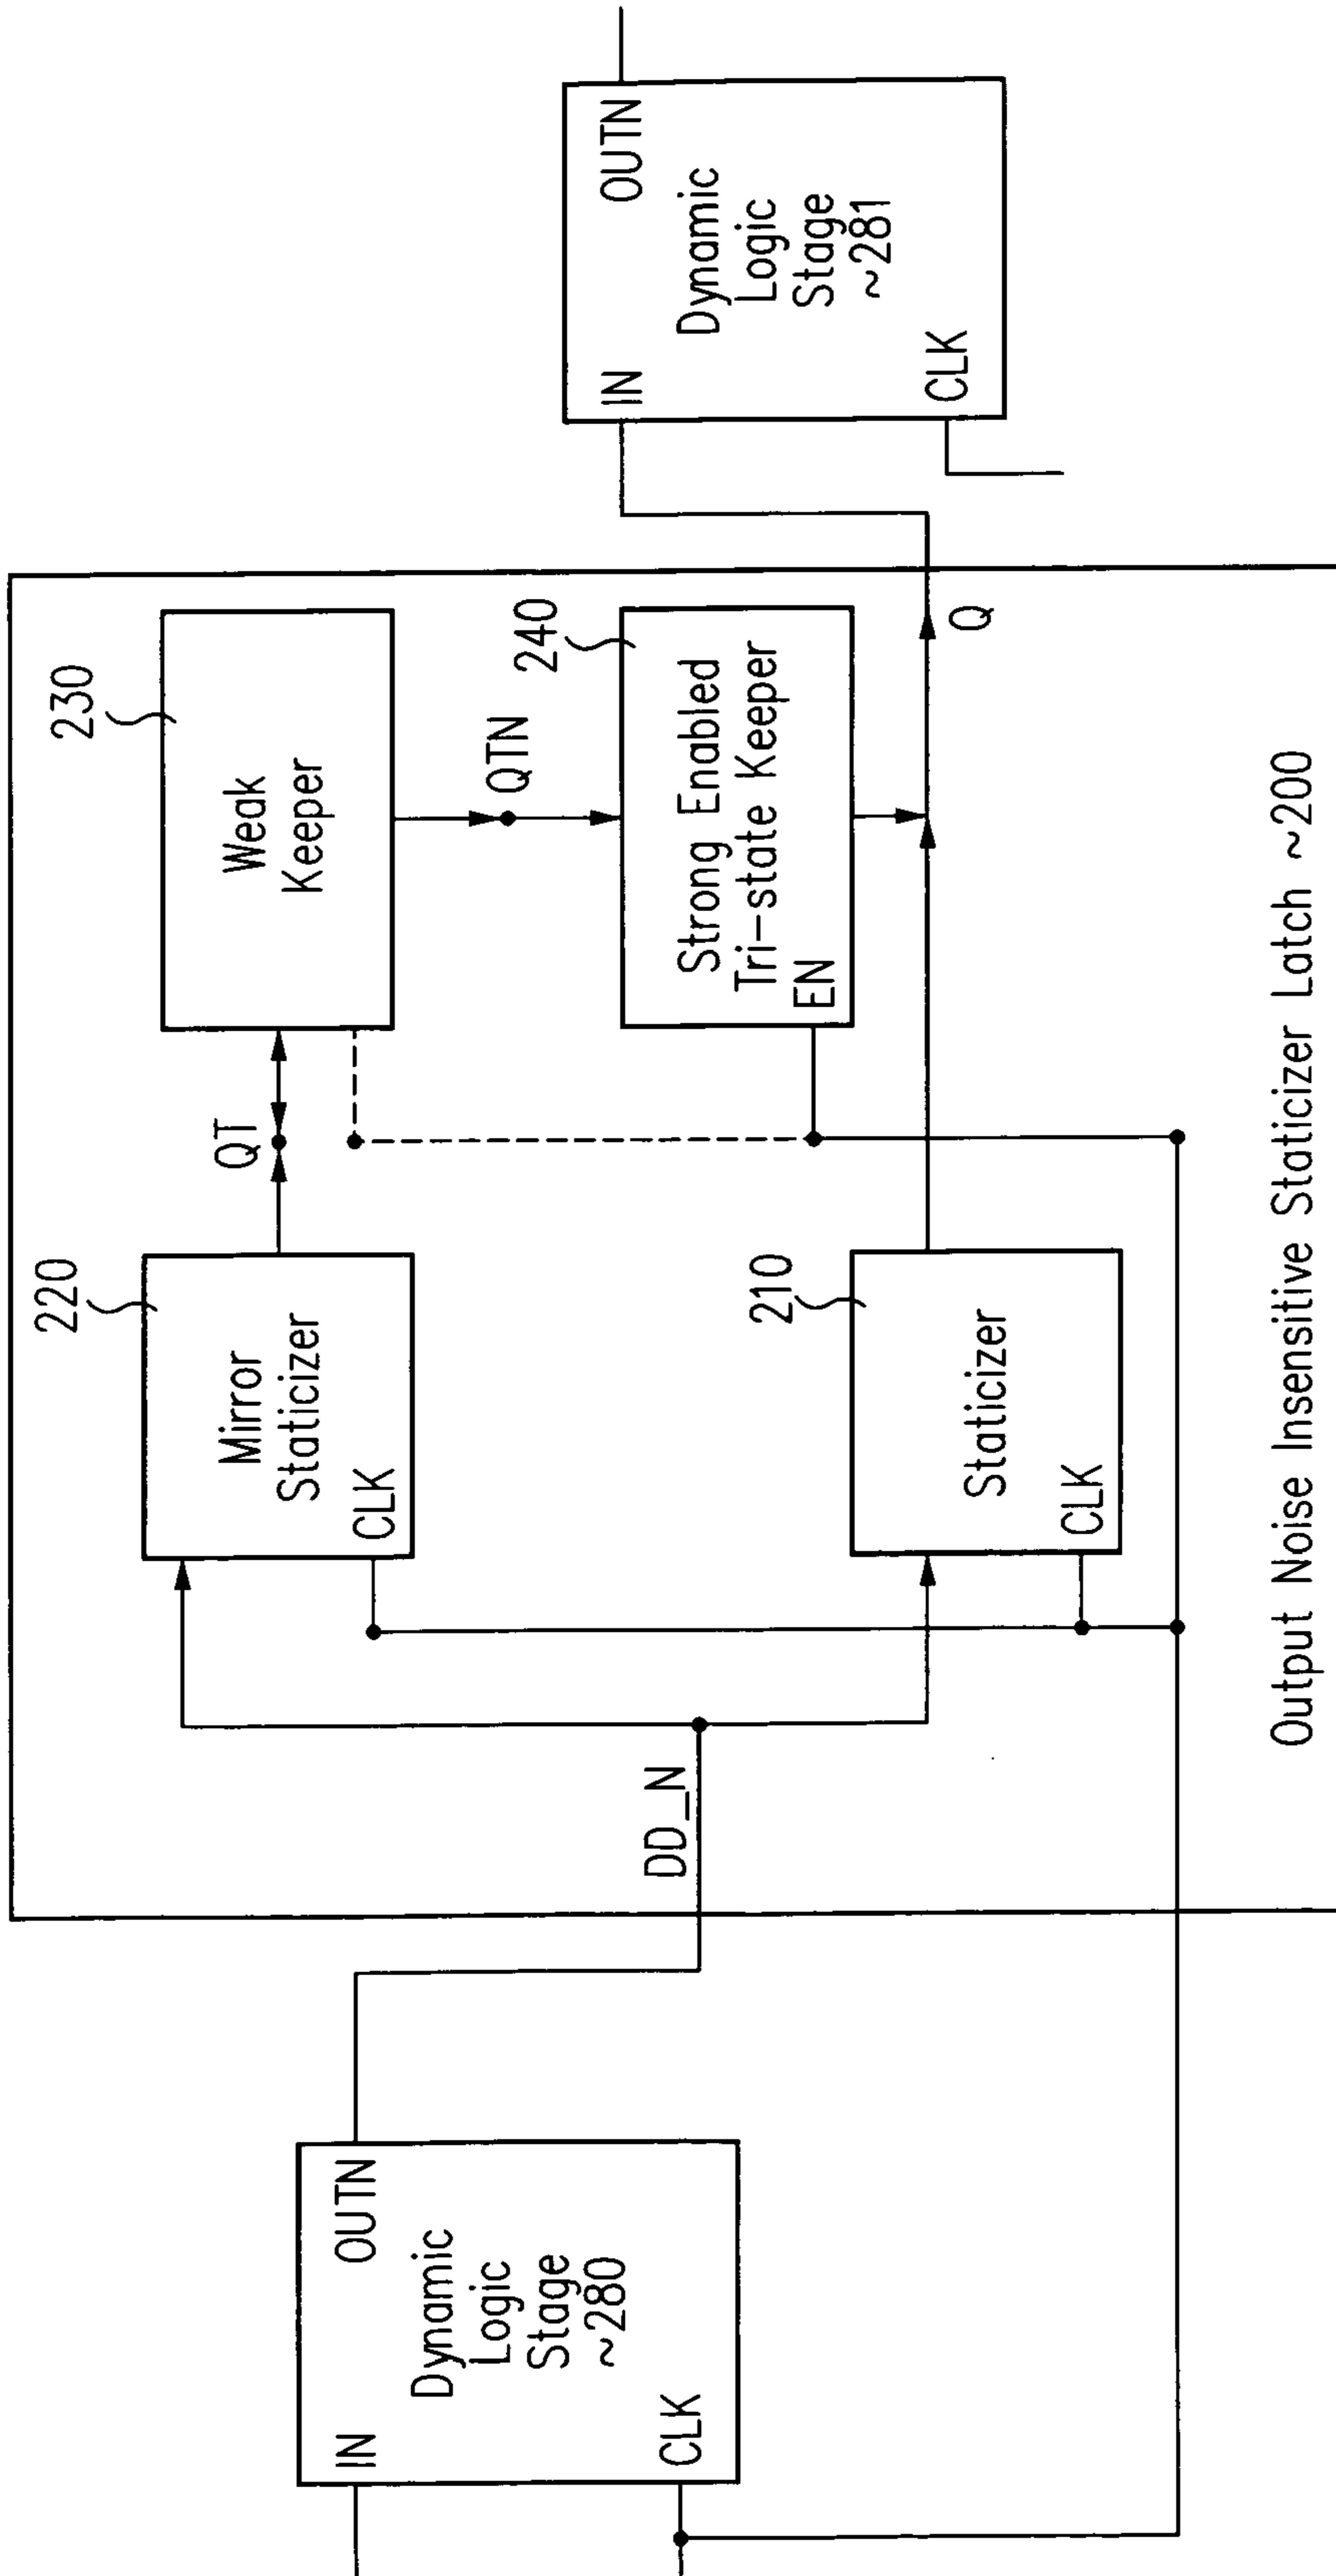 IN
OUTN
Dynamic
Logic
Stage
~280
CLK
DD_N
220
Mirror
Staticizer
CLK
QT
230
Weak
Keeper
QTN
240
Strong Enabled
Tri-state Keeper
EN
210
Staticizer
CLK
Q
IN
OUTN
Dynamic
Logic
Stage
~281
CLK
Output Noise Insensitive Staticizer Latch ~200